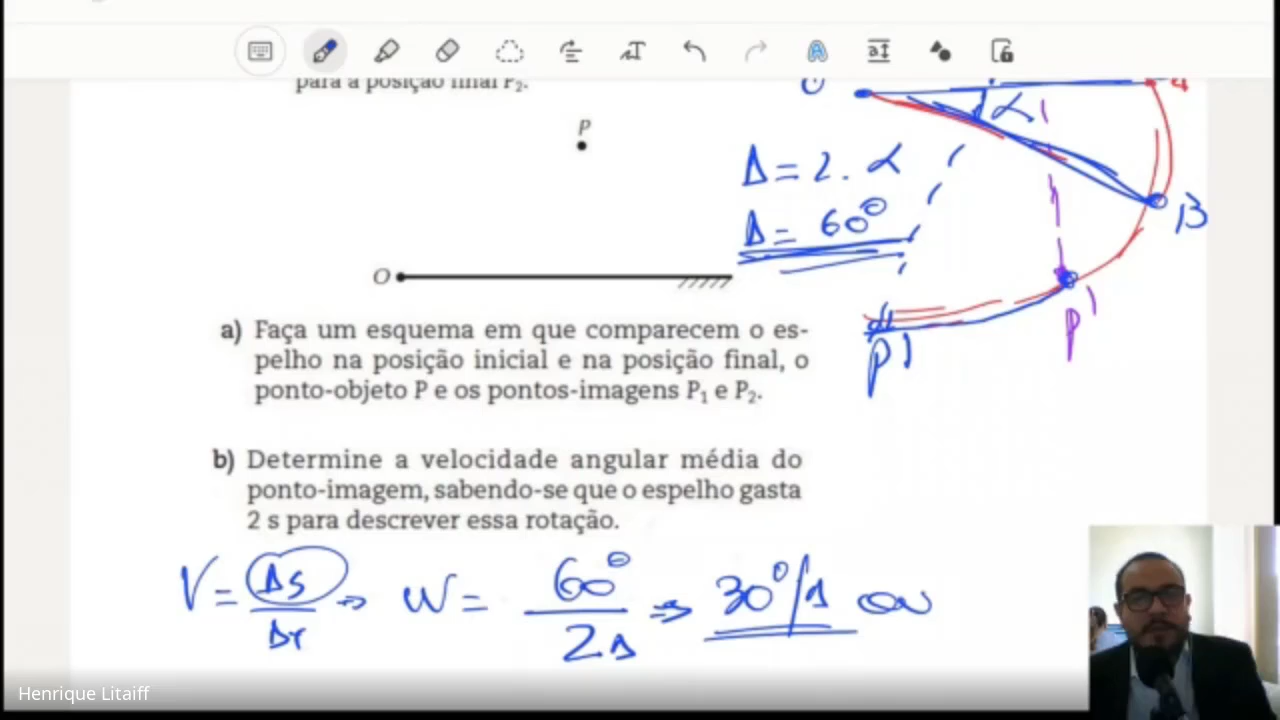 para a posição final P₂.
P
O
a) Faça um esquema em que comparecem o es-
pelho na posição inicial e na posição final, o
ponto-objeto P e os pontos-imagens P₁ e P₂.
b) Determine a velocidade angular média do
ponto-imagem, sabendo-se que o espelho gasta
2 s para descrever essa rotação.
α
Δ = 2. α
Δ = 60°
B
P'
P'
V = ΔS/Δt ⇒ W = 60°/2s ⇒ 30°/s ou
Henrique Litaiff